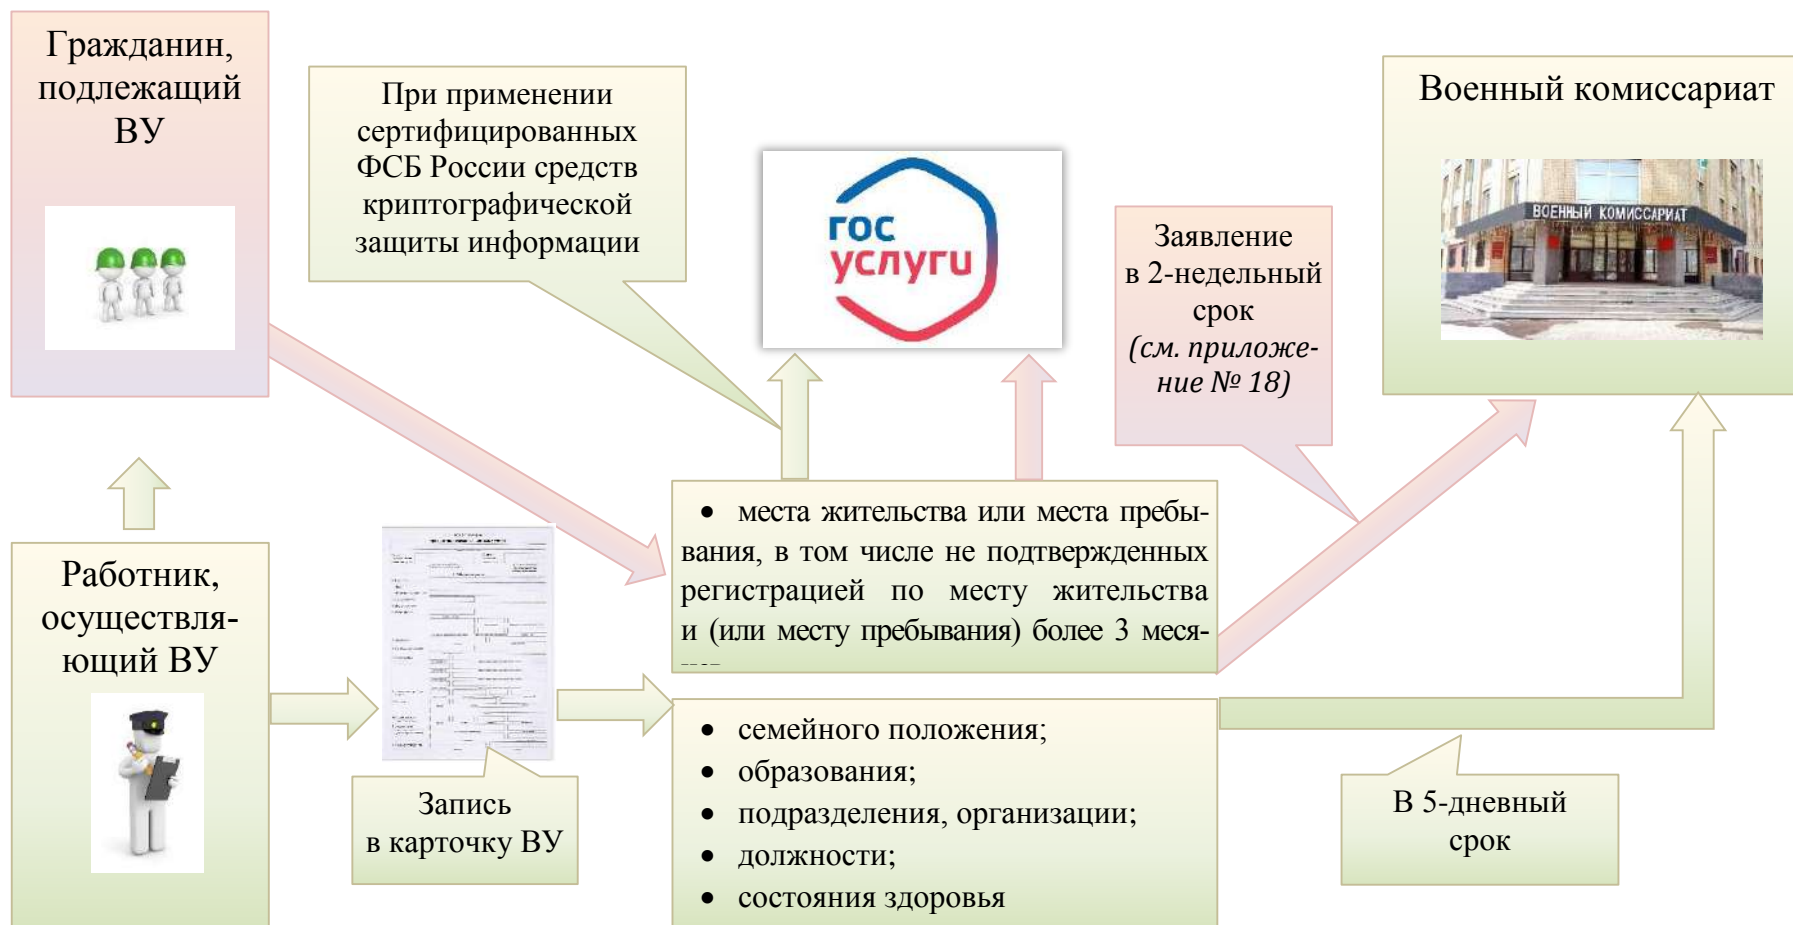 Гражданин,
подлежащий
ВУ
При применении
сертифицированных
ФСБ России средств
криптографической
защиты информации
гос
услуги
Заявление
в 2-недельный
срок
(см. приложе-
ние № 18)
Военный комиссариат
ВОЕННЫЙ КОМИССАРИАТ
Работник,
осуществля-
ющий ВУ
Запись
в карточку ВУ
• места жительства или места пребы-
вания, в том числе не подтвержденных
регистрацией по месту жительства
и (или месту пребывания) более 3 меся-
• семейного положения;
• образования;
• подразделения, организации;
• должности;
• состояния здоровья
В 5-дневный
срок